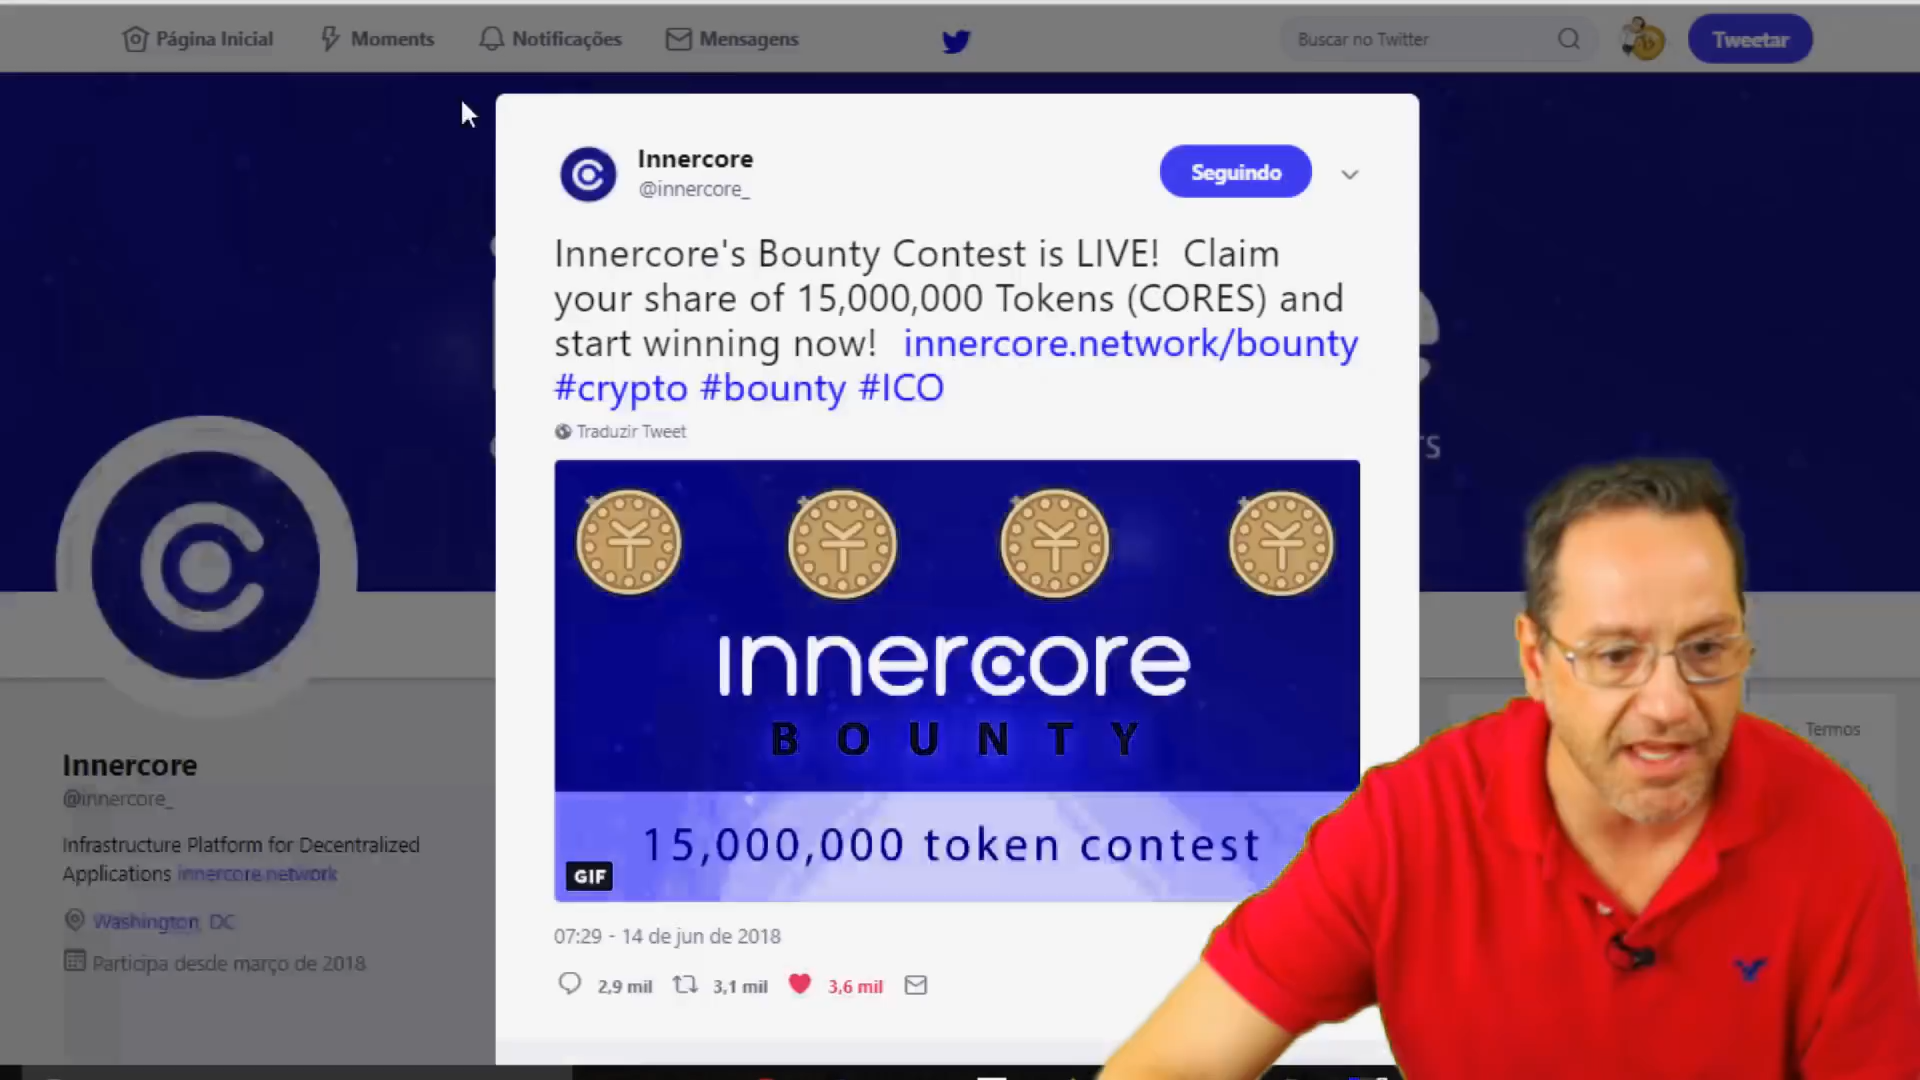 Página Inicial
Moments
Notificações
Mensagens
Buscar no Twitter
Tweetar
Innercore
@innercore_
Seguindo
Innercore's Bounty Contest is LIVE! Claim
your share of 15,000,000 Tokens (CORES) and
start winning now! innercore.network/bounty
#crypto #bounty #ICO
Traduzir Tweet
innercore
BOUNTY
15,000,000 token contest
GIF
07:29 - 14 de jun de 2018
2,9 mil
3,1 mil
3,6 mil
Innercore
@innercore_
Infrastructure Platform for Decentralized
Applications innercore.network
Washington, DC
Participa desde março de 2018
Termos